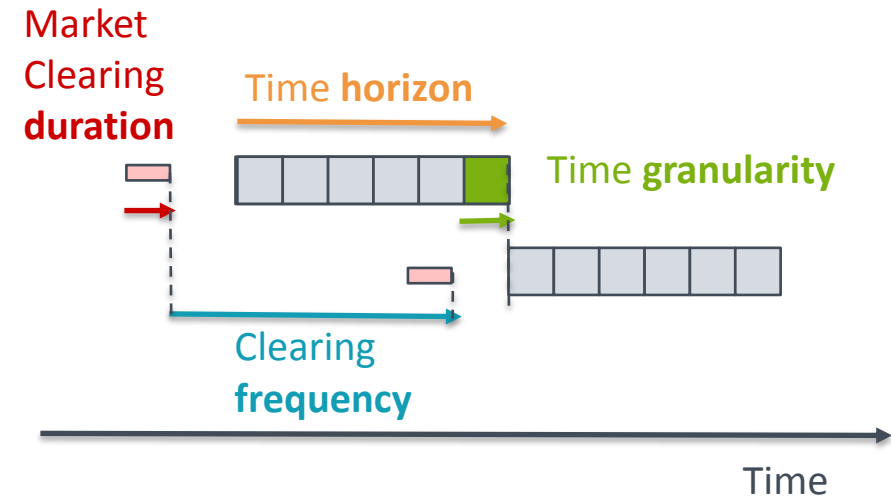 Market
Clearing
duration
Time horizon
Time granularity
Clearing
frequency
Time